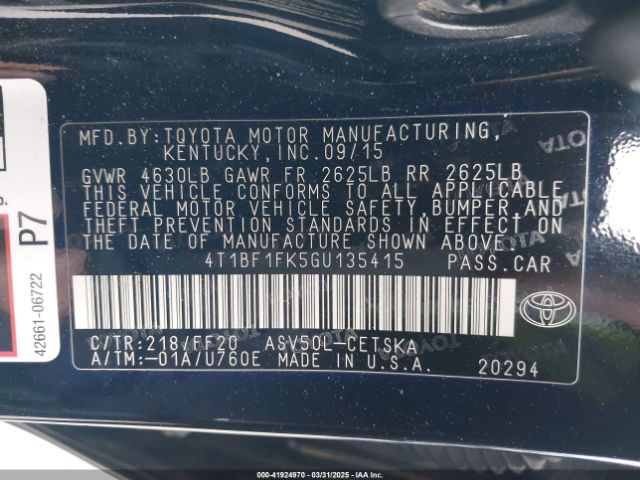 MFD.BY:TOYOTA MOTOR MANUFACTURING,
KENTUCKY,INC.09/15
GVWR 4630LB GAWR FR 2625LB RR 2625LB
THIS VEHICLE CONFORMS TO ALL APPLICABLE
FEDERAL MOTOR VEHICLE SAFETY,BUMPER,AND
THEFT PREVENTION STANDARDS IN EFFECT ON
THE DATE OF MANUFACTURE SHOWN ABOVE.
4T1BF1FK5GU135415 PASS.CAR
C/TR:218/FF20 ASV50L-CETSKA
A/TM:-01A/U760E MADE IN U.S.A.
20294
TOYOTA
P7
42661-06722
000-41924970 - 03/31/2025 - IAAI.COM